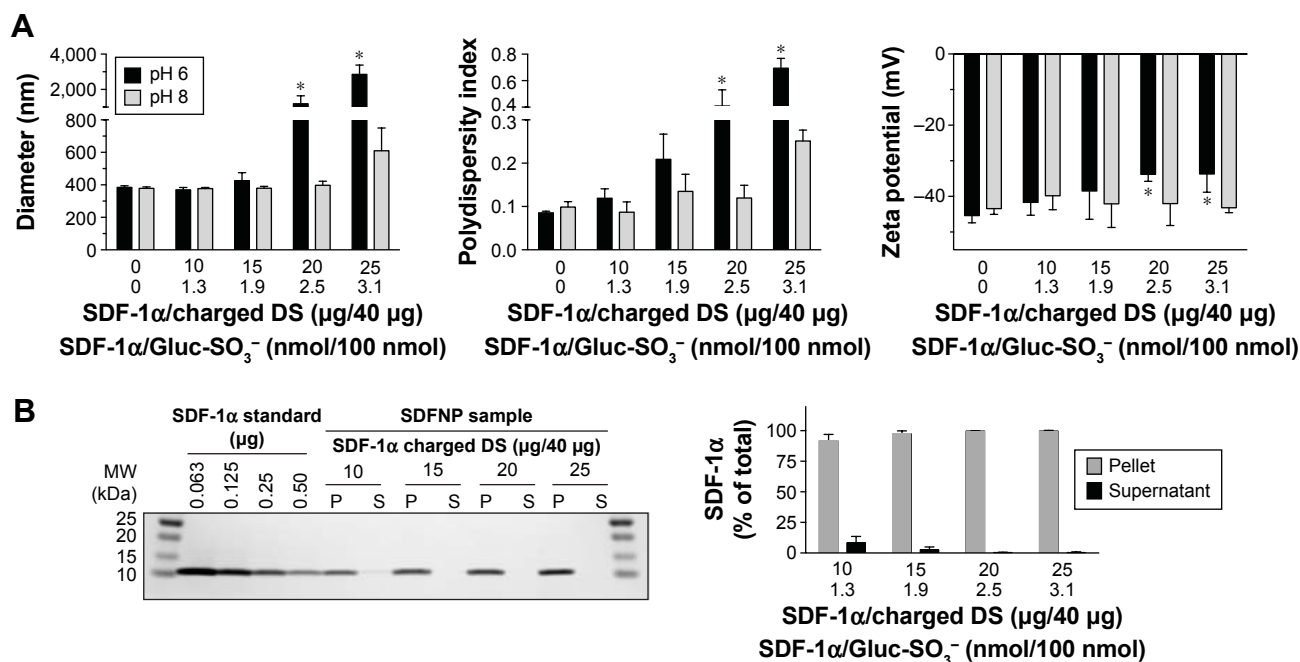 A
Diameter (nm)
4,000
2,000
800
600
400
200
0
pH 6
pH 8
*
*
0 10 15 20 25
0 1.3 1.9 2.5 3.1
SDF-1α/charged DS (µg/40 µg)
SDF-1α/Gluc-SO₃⁻ (nmol/100 nmol)
Polydispersity index
0.8
0.6
0.4
0.3
0.2
0.1
0.0
*
*
0 10 15 20 25
0 1.3 1.9 2.5 3.1
SDF-1α/charged DS (µg/40 µg)
SDF-1α/Gluc-SO₃⁻ (nmol/100 nmol)
Zeta potential (mV)
0
–20
–40
*
*
0 10 15 20 25
0 1.3 1.9 2.5 3.1
SDF-1α/charged DS (µg/40 µg)
SDF-1α/Gluc-SO₃⁻ (nmol/100 nmol)
B
SDF-1α standard
(µg)
SDFNP sample
SDF-1α charged DS (µg/40 µg)
MW
(kDa)
0.063 0.125 0.25 0.50
10 15 20 25
P S P S P S P S
25
20
15
10
SDF-1α
(% of total)
100
75
50
25
0
Pellet
Supernatant
10 15 20 25
1.3 1.9 2.5 3.1
SDF-1α/charged DS (µg/40 µg)
SDF-1α/Gluc-SO₃⁻ (nmol/100 nmol)